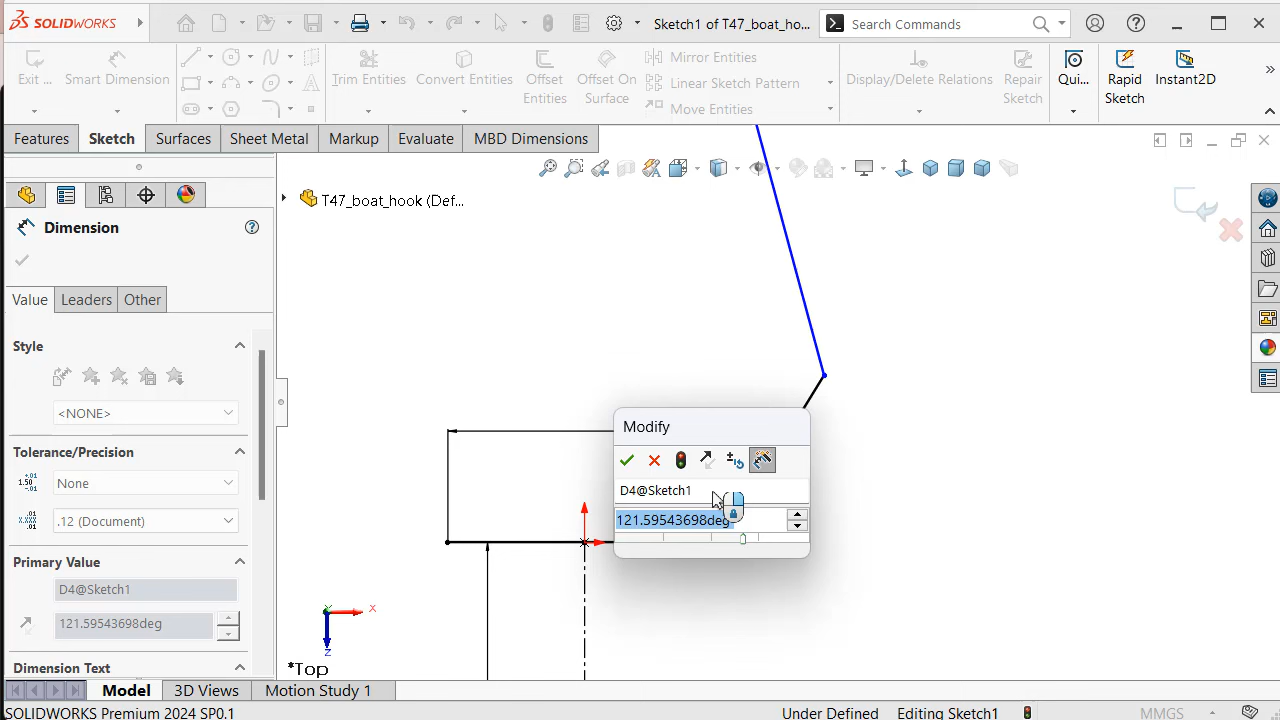 SOLIDWORKS
Sketch1 of T47_boat_ho...
Search Commands
Exit ...
Smart Dimension
Trim Entities
Convert Entities
Offset Entities
Offset On Surface
Mirror Entities
Linear Sketch Pattern
Move Entities
Display/Delete Relations
Repair Sketch
Qui...
Rapid Sketch
Instant2D
Features
Sketch
Surfaces
Sheet Metal
Markup
Evaluate
MBD Dimensions
T47_boat_hook (Def...
Dimension
Value
Leaders
Other
Style
<NONE>
Tolerance/Precision
1.50
None
.12 (Document)
Primary Value
D4@Sketch1
121.59543698deg
Dimension Text
Modify
D4@Sketch1
121.59543698deg
Y
X
Z
*Top
Model
3D Views
Motion Study 1
SOLIDWORKS Premium 2024 SP0.1
Under Defined
Editing Sketch1
MMGS